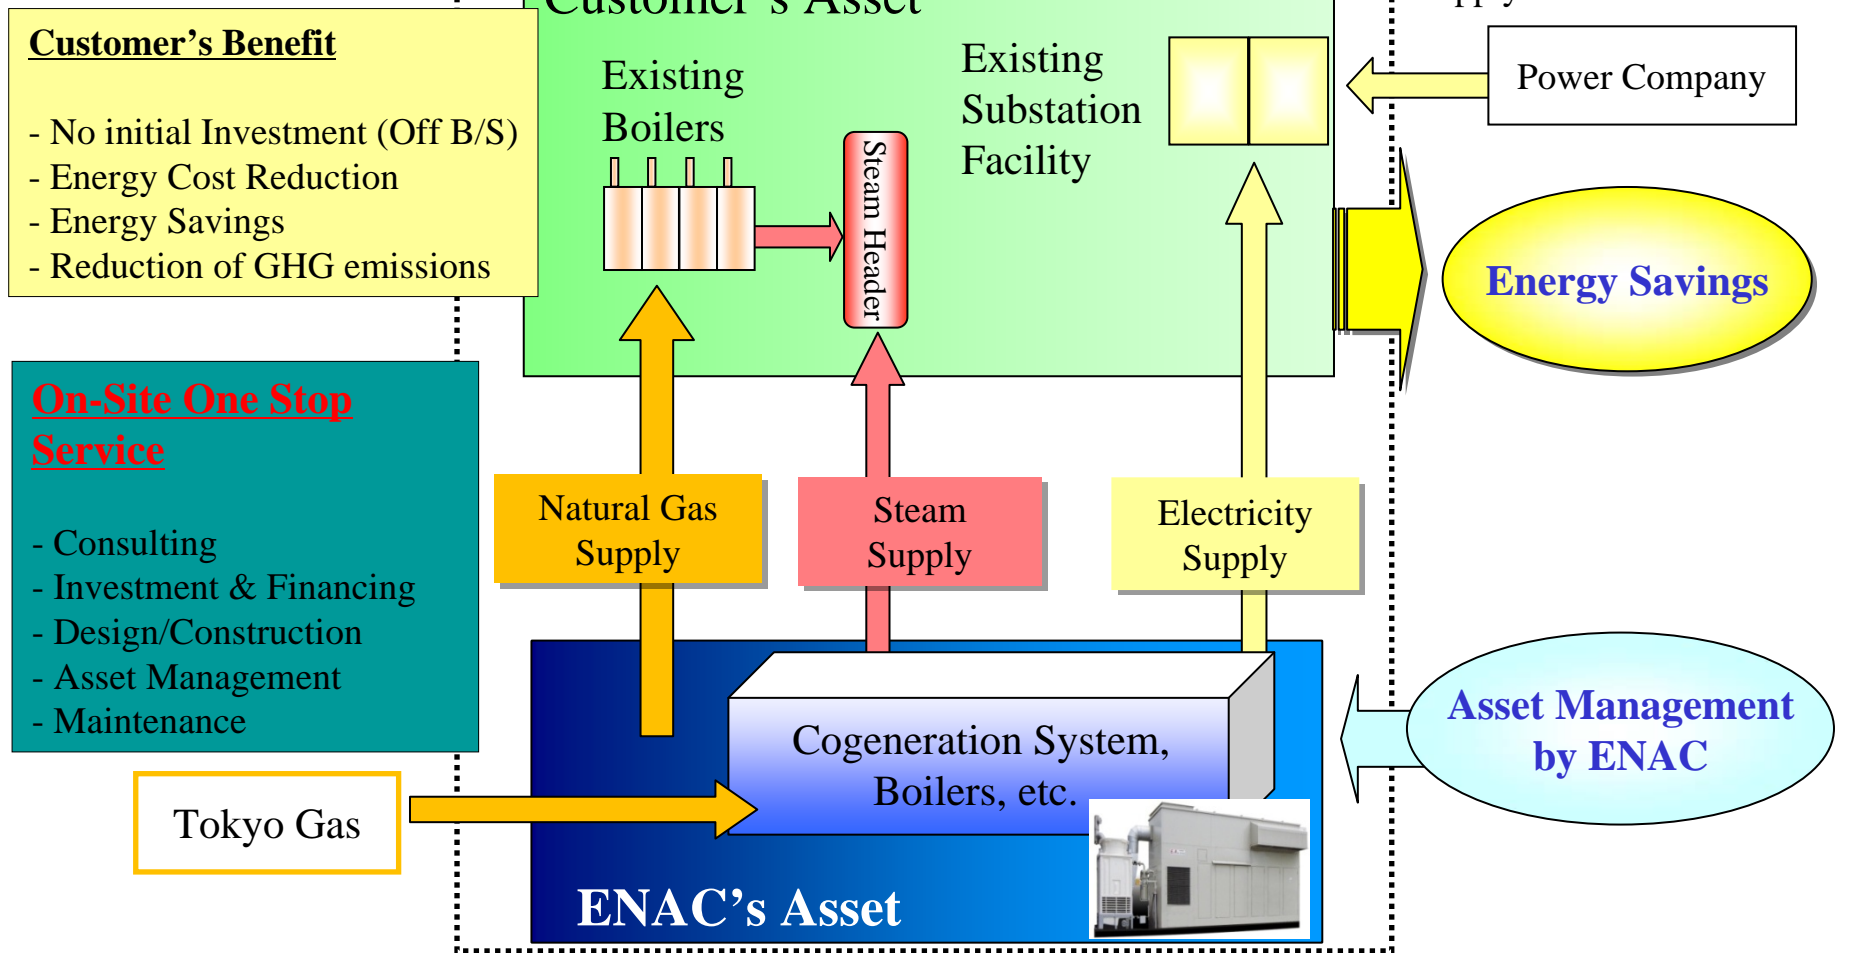 Customer's Asset
Customer's Benefit
- No initial Investment (Off B/S)
- Energy Cost Reduction
- Energy Savings
- Reduction of GHG emissions
Existing
Boilers
Steam Header
Existing
Substation
Facility
Power Company
Energy Savings
On-Site One Stop
Service
- Consulting
- Investment & Financing
- Design/Construction
- Asset Management
- Maintenance
Natural Gas
Supply
Steam
Supply
Electricity
Supply
Cogeneration System,
Boilers, etc.
Asset Management
by ENAC
Tokyo Gas
ENAC's Asset